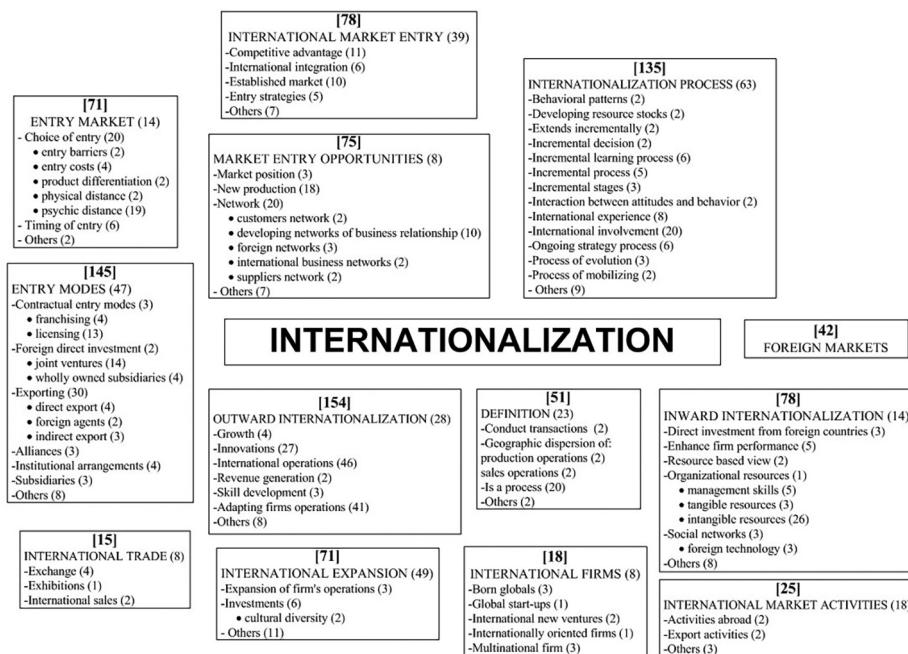 [78]
INTERNATIONAL MARKET ENTRY (39)
-Competitive advantage (11)
-International integration (6)
-Established market (10)
-Entry strategies (5)
-Others (7)
[135]
INTERNATIONALIZATION PROCESS (63)
-Behavioral patterns (2)
-Developing resource stocks (2)
-Extends incrementally (2)
-Incremental decision (2)
-Incremental learning process (6)
-Incremental process (5)
-Incremental stages (3)
-Interaction between attitudes and behavior (2)
-International experience (8)
-International involvement (20)
-Ongoing strategy process (6)
-Process of evolution (3)
-Process of mobilizing (2)
- Others (9)
[71]
ENTRY MARKET (14)
- Choice of entry (20)
• entry barriers (2)
• entry costs (4)
• product differentiation (2)
• physical distance (2)
• psychic distance (19)
- Timing of entry (6)
- Others (2)
[75]
MARKET ENTRY OPPORTUNITIES (8)
-Market position (3)
-New production (18)
-Network (20)
• customers network (2)
• developing networks of business relationship (10)
• foreign networks (3)
• international business networks (2)
• suppliers network (2)
- Others (7)
[145]
ENTRY MODES (47)
-Contractual entry modes (3)
• franchising (4)
• licensing (13)
-Foreign direct investment (2)
• joint ventures (14)
• wholly owned subsidiaries (4)
-Exporting (30)
• direct export (4)
• foreign agents (2)
• indirect export (3)
-Alliances (3)
-Institutional arrangements (4)
-Subsidiaries (3)
-Others (8)
INTERNATIONALIZATION
[42]
FOREIGN MARKETS
[154]
OUTWARD INTERNATIONALIZATION (28)
-Growth (4)
-Innovations (27)
-International operations (46)
-Revenue generation (2)
-Skill development (3)
-Adapting firms operations (41)
-Others (8)
[51]
DEFINITION (23)
-Conduct transactions (2)
-Geographic dispersion of:
production operations (2)
sales operations (2)
-Is a process (20)
-Others (2)
[78]
INWARD INTERNATIONALIZATION (14)
-Direct investment from foreign countries (3)
-Enhance firm performance (5)
-Resource based view (2)
-Organizational resources (1)
• management skills (5)
• tangible resources (3)
• intangible resources (26)
-Social networks (3)
• foreign technology (3)
-Others (8)
[15]
INTERNATIONAL TRADE (8)
-Exchange (4)
-Exhibitions (1)
-International sales (2)
[71]
INTERNATIONAL EXPANSION (49)
-Expansion of firm's operations (3)
-Investments (6)
• cultural diversity (2)
- Others (11)
[18]
INTERNATIONAL FIRMS (8)
-Born globals (3)
-Global start-ups (1)
-International new ventures (2)
-Internationally oriented firms (1)
-Multinational firm (3)
[25]
INTERNATIONAL MARKET ACTIVITIES (18)
-Activities abroad (2)
-Export activities (2)
-Others (3)